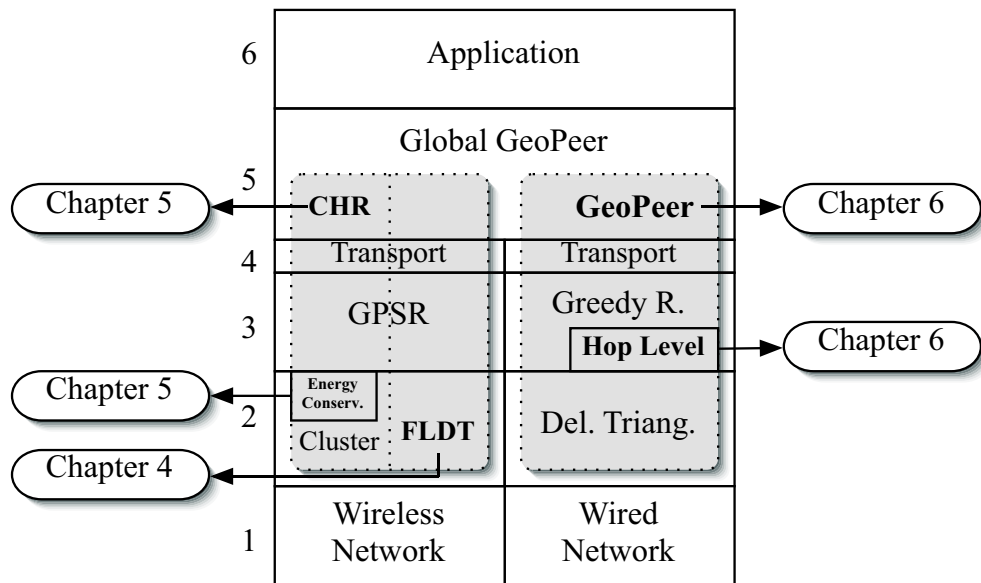 6
Application
Global GeoPeer
5
Chapter 5
CHR
GeoPeer
Chapter 6
4
Transport
Transport
GPSR
Greedy R.
3
Hop Level
Chapter 6
Chapter 5
Energy
Conserv.
2
Cluster
FLDT
Del. Triang.
Chapter 4
1
Wireless
Network
Wired
Network